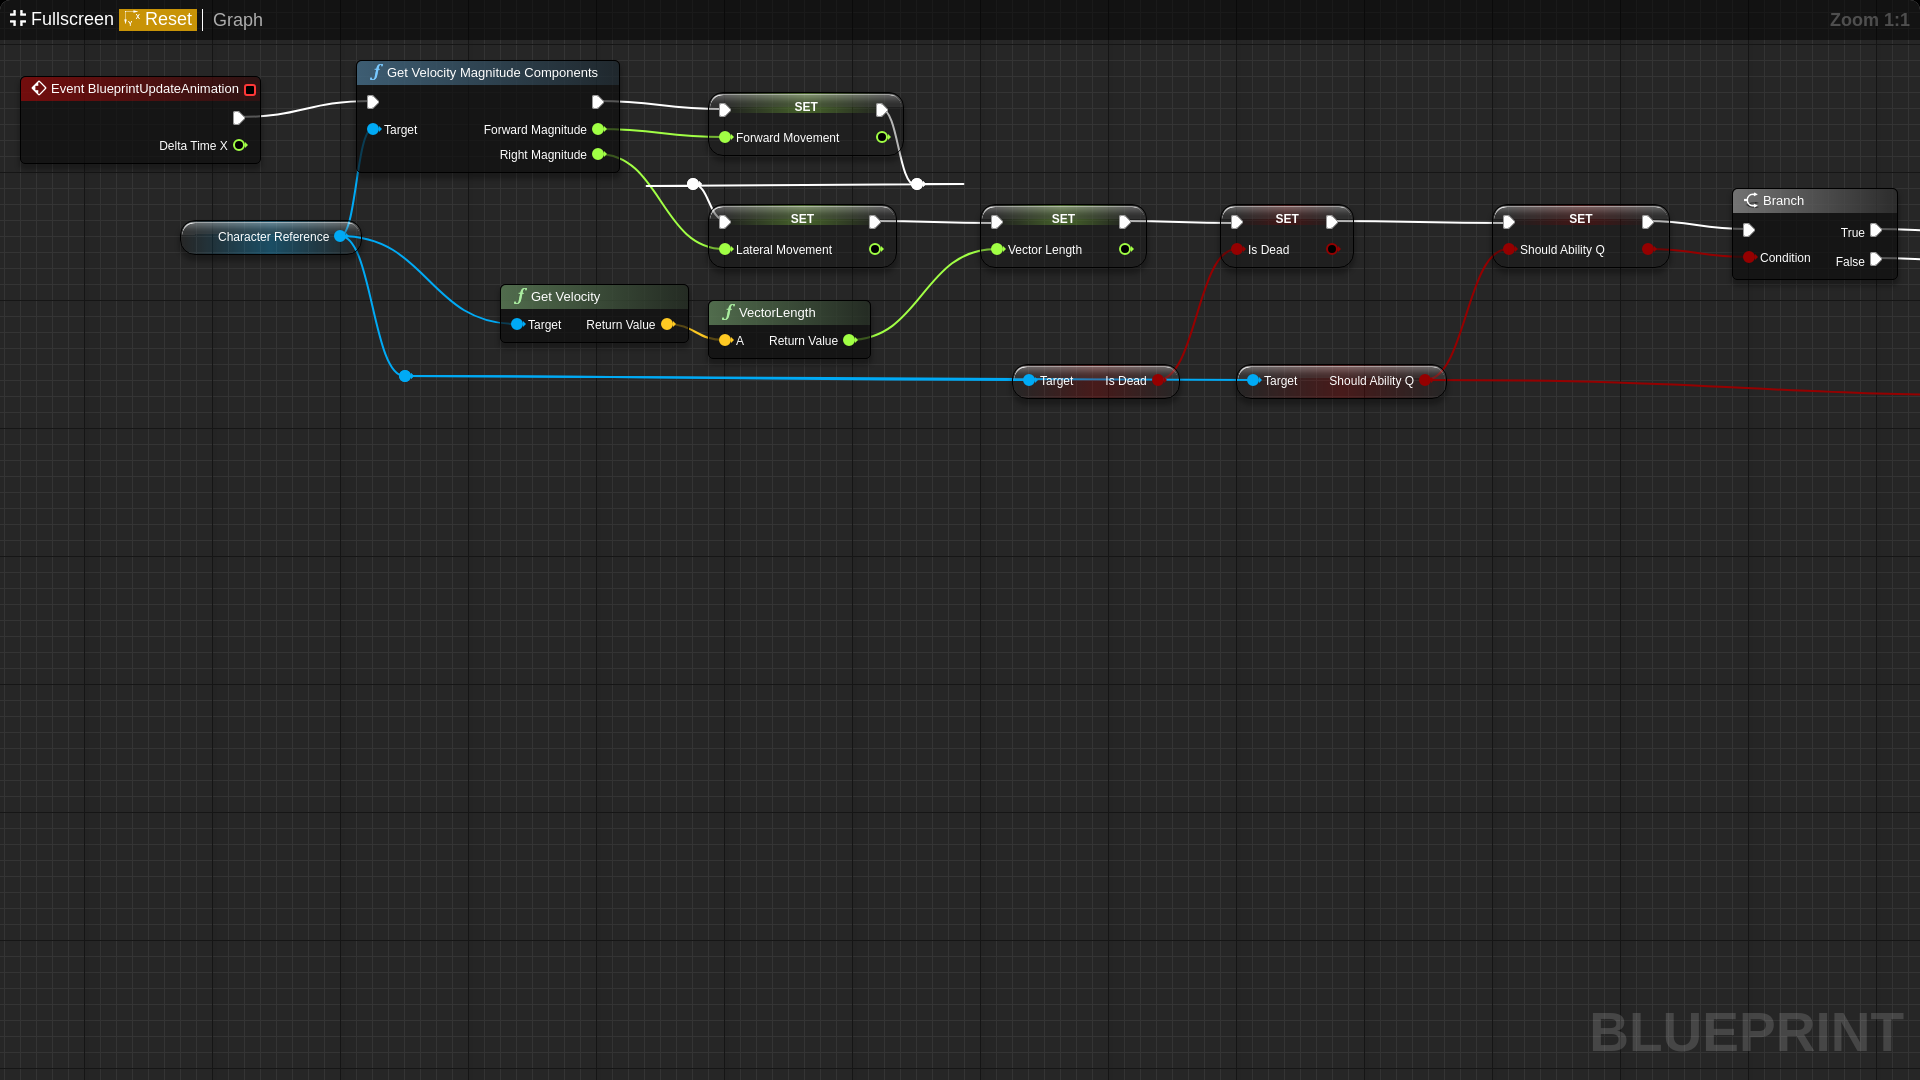 Fullscreen Reset Graph Zoom 1:1
Event BlueprintUpdateAnimation
Delta Time X
Get Velocity Magnitude Components
Target Forward Magnitude
Right Magnitude
SET
Forward Movement
Character Reference
SET
Lateral Movement
SET
Vector Length
SET
Is Dead
SET
Should Ability Q
Branch
True
Condition False
Get Velocity
Target Return Value
VectorLength
A Return Value
Target Is Dead
Target Should Ability Q
BLUEPRINT